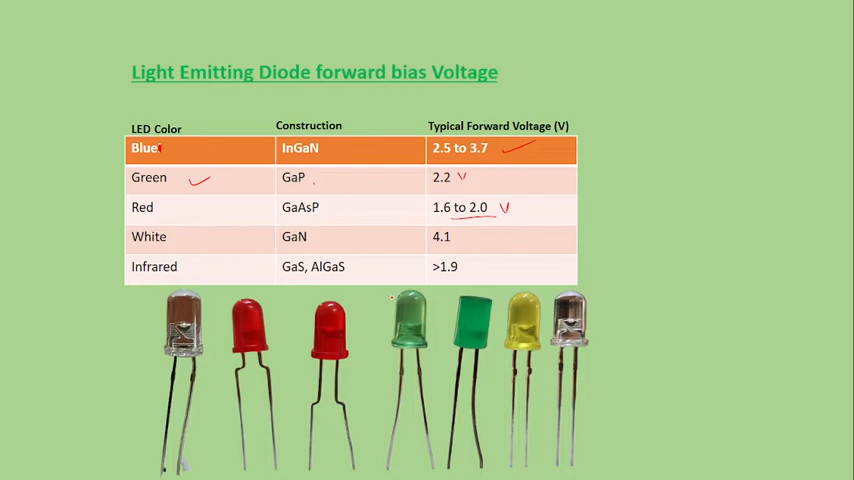 Light Emitting Diode forward bias Voltage
LED Color Construction Typical Forward Voltage (V)
Blue InGaN 2.5 to 3.7
Green GaP 2.2 V
Red GaAsP 1.6 to 2.0 V
White GaN 4.1
Infrared GaS, AlGaS >1.9